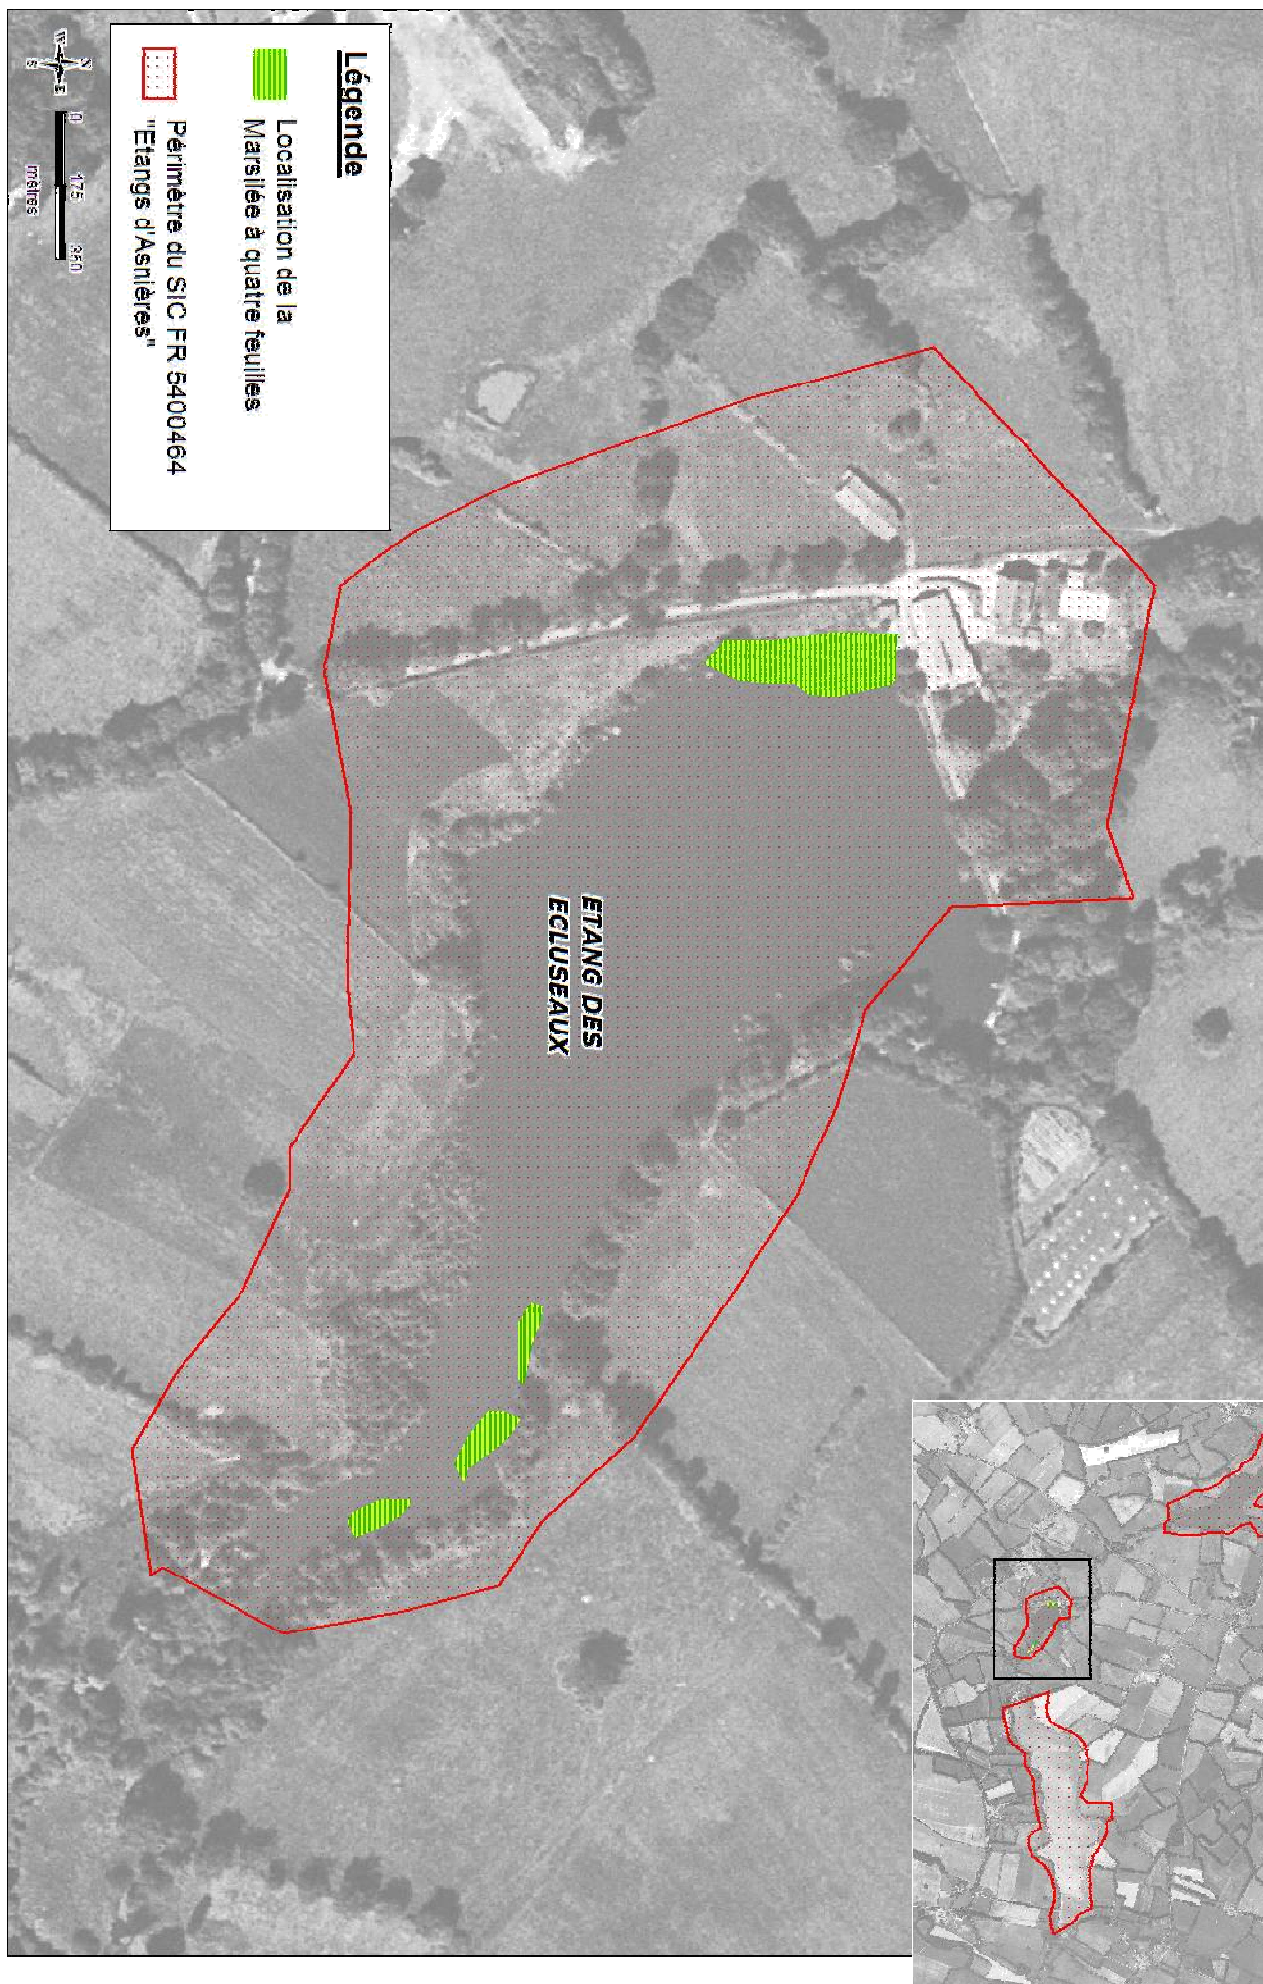 Légende
Localisation de la
Marsilée à quatre feuilles
Périmètre du SIC FR 5400464
"Etangs d'Asnières"
N
W
E
S
0 175 350
mètres
ETANG DES
ECLUSEAUX